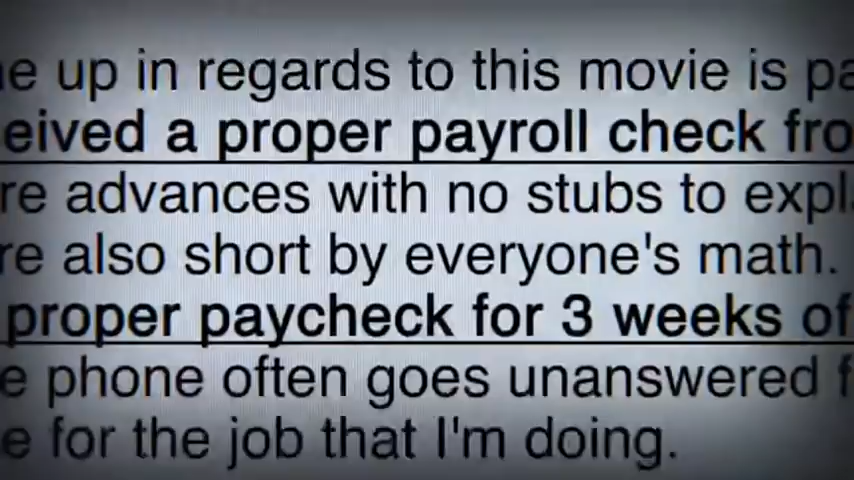 e up in regards to this movie is pa
eived a proper payroll check fro
re advances with no stubs to expla
re also short by everyone's math.
proper paycheck for 3 weeks of
e phone often goes unanswered f
e for the job that I'm doing.